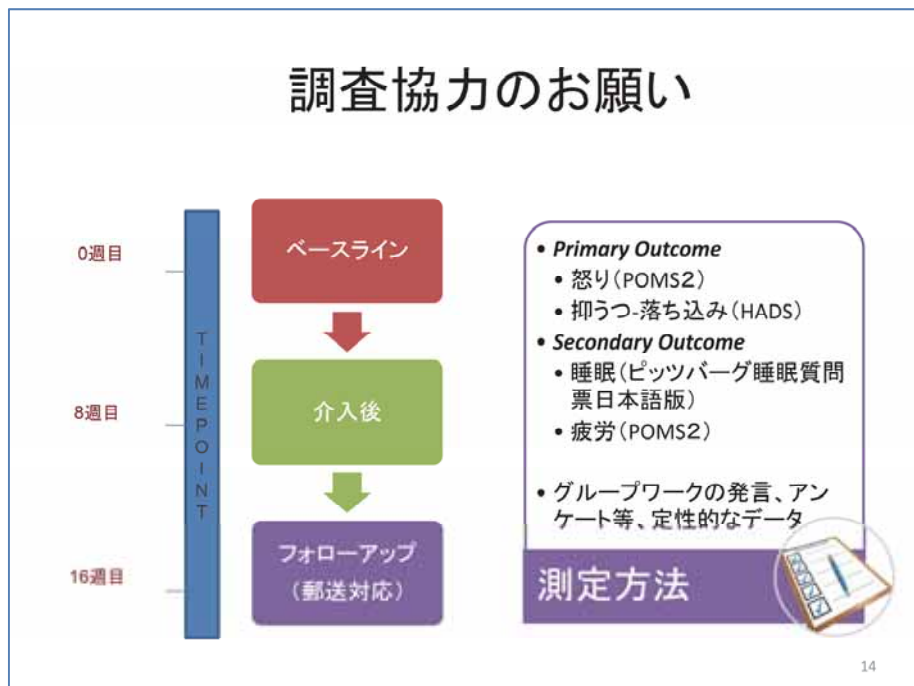 調査協力のお願い
0週目
8週目
16週目
TIMEPOINT
ベースライン
介入後
フォローアップ
（郵送対応）
• Primary Outcome
• 怒り（POMS2）
• 抑うつ-落ち込み（HADS）
• Secondary Outcome
• 睡眠（ピッツバーグ睡眠質問
票日本語版）
• 疲労（POMS２）
• グループワークの発言、アン
ケート等、定性的なデータ
測定方法
14